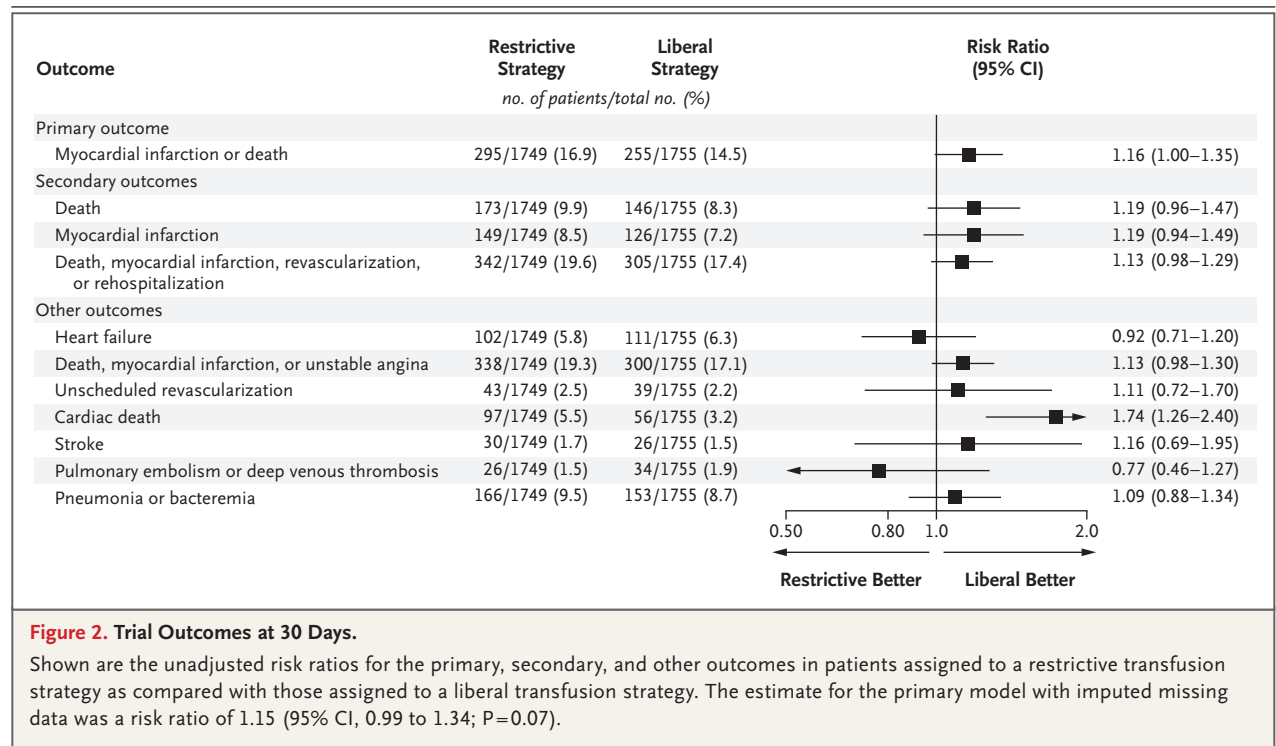 Outcome Restrictive Strategy Liberal Strategy Risk Ratio (95% CI)
no. of patients/total no. (%)
Primary outcome
Myocardial infarction or death 295/1749 (16.9) 255/1755 (14.5) 1.16 (1.00–1.35)
Secondary outcomes
Death 173/1749 (9.9) 146/1755 (8.3) 1.19 (0.96–1.47)
Myocardial infarction 149/1749 (8.5) 126/1755 (7.2) 1.19 (0.94–1.49)
Death, myocardial infarction, revascularization, 342/1749 (19.6) 305/1755 (17.4) 1.13 (0.98–1.29)
or rehospitalization
Other outcomes
Heart failure 102/1749 (5.8) 111/1755 (6.3) 0.92 (0.71–1.20)
Death, myocardial infarction, or unstable angina 338/1749 (19.3) 300/1755 (17.1) 1.13 (0.98–1.30)
Unscheduled revascularization 43/1749 (2.5) 39/1755 (2.2) 1.11 (0.72–1.70)
Cardiac death 97/1749 (5.5) 56/1755 (3.2) 1.74 (1.26–2.40)
Stroke 30/1749 (1.7) 26/1755 (1.5) 1.16 (0.69–1.95)
Pulmonary embolism or deep venous thrombosis 26/1749 (1.5) 34/1755 (1.9) 0.77 (0.46–1.27)
Pneumonia or bacteremia 166/1749 (9.5) 153/1755 (8.7) 1.09 (0.88–1.34)
0.50 0.80 1.0 2.0
Restrictive Better Liberal Better
Figure 2. Trial Outcomes at 30 Days.
Shown are the unadjusted risk ratios for the primary, secondary, and other outcomes in patients assigned to a restrictive transfusion
strategy as compared with those assigned to a liberal transfusion strategy. The estimate for the primary model with imputed missing
data was a risk ratio of 1.15 (95% CI, 0.99 to 1.34; P=0.07).